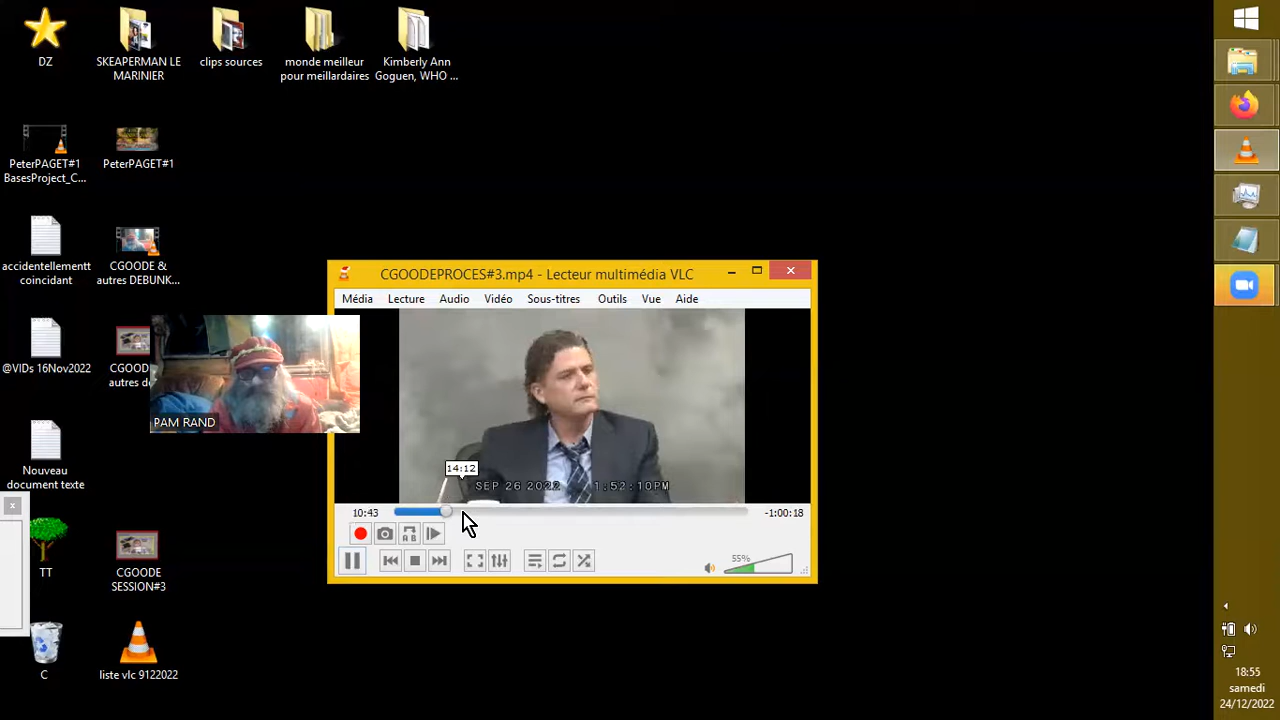 DZ
SKEAPERMAN LE
MARINIER
clips sources
monde meilleur
pour meillardaires
Kimberly Ann
Goguen, WHO ...
PeterPAGET#1
BasesProject_C...
PeterPAGET#1
accidentellementt
coincidant
CGOODE &
autres DEBUNK...
@VIDs 16Nov2022
CGO
autres de
PAM RAND
Nouveau
document texte
TT
CGOODE
SESSION#3
C
liste vlc 9122022
CGOODEPROCES#3.mp4 - Lecteur multimédia VLC
Média Lecture Audio Vidéo Sous-titres Outils Vue Aide
14:12
SEP 26 2022 1:52:10PM
10:43
-1:00:18
A B
55%
18:55
samedi
24/12/2022